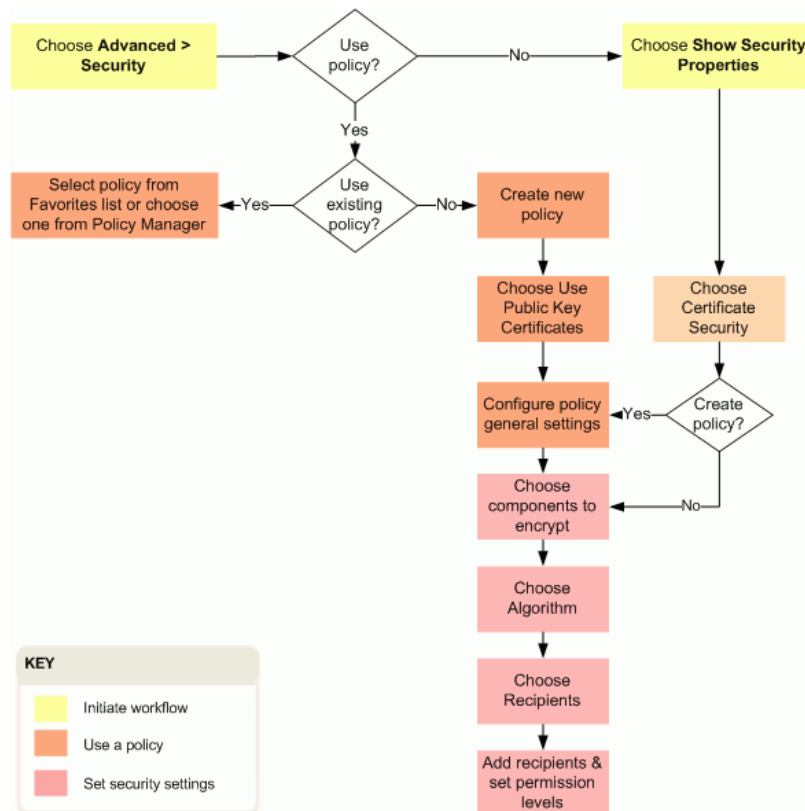 Choose Advanced >
Security
Use
policy?
No
Choose Show Security
Properties
Yes
Select policy from
Favorites list or choose
one from Policy Manager
Yes
Use
existing
policy?
No
Create new
policy
Choose Use
Public Key
Certificates
Choose
Certificate
Security
Configure policy
general settings
Yes
Create
policy?
Choose
components to
encrypt
No
Choose
Algorithm
Choose
Recipients
Add recipients &
set permission
levels
KEY
Initiate workflow
Use a policy
Set security settings